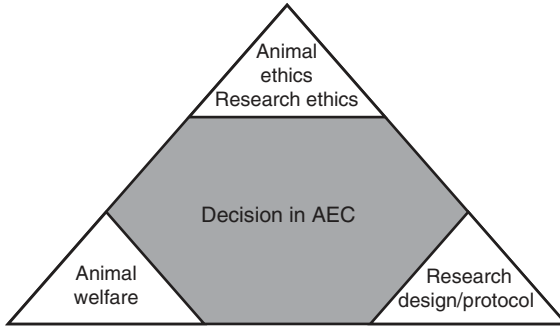 Animal
ethics
Research ethics
Decision in AEC
Animal
welfare
Research
design/protocol